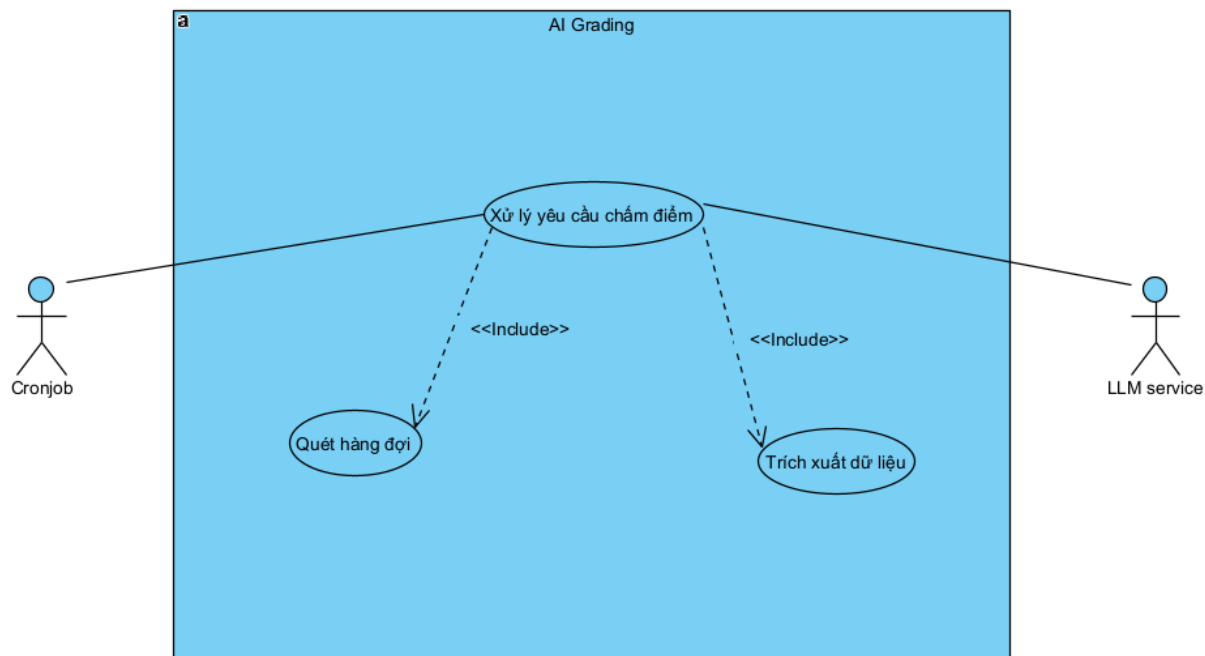 a
AI Grading
Xử lý yêu cầu chấm điểm
<<Include>>
<<Include>>
Cronjob
LLM service
Quét hàng đợi
Trích xuất dữ liệu